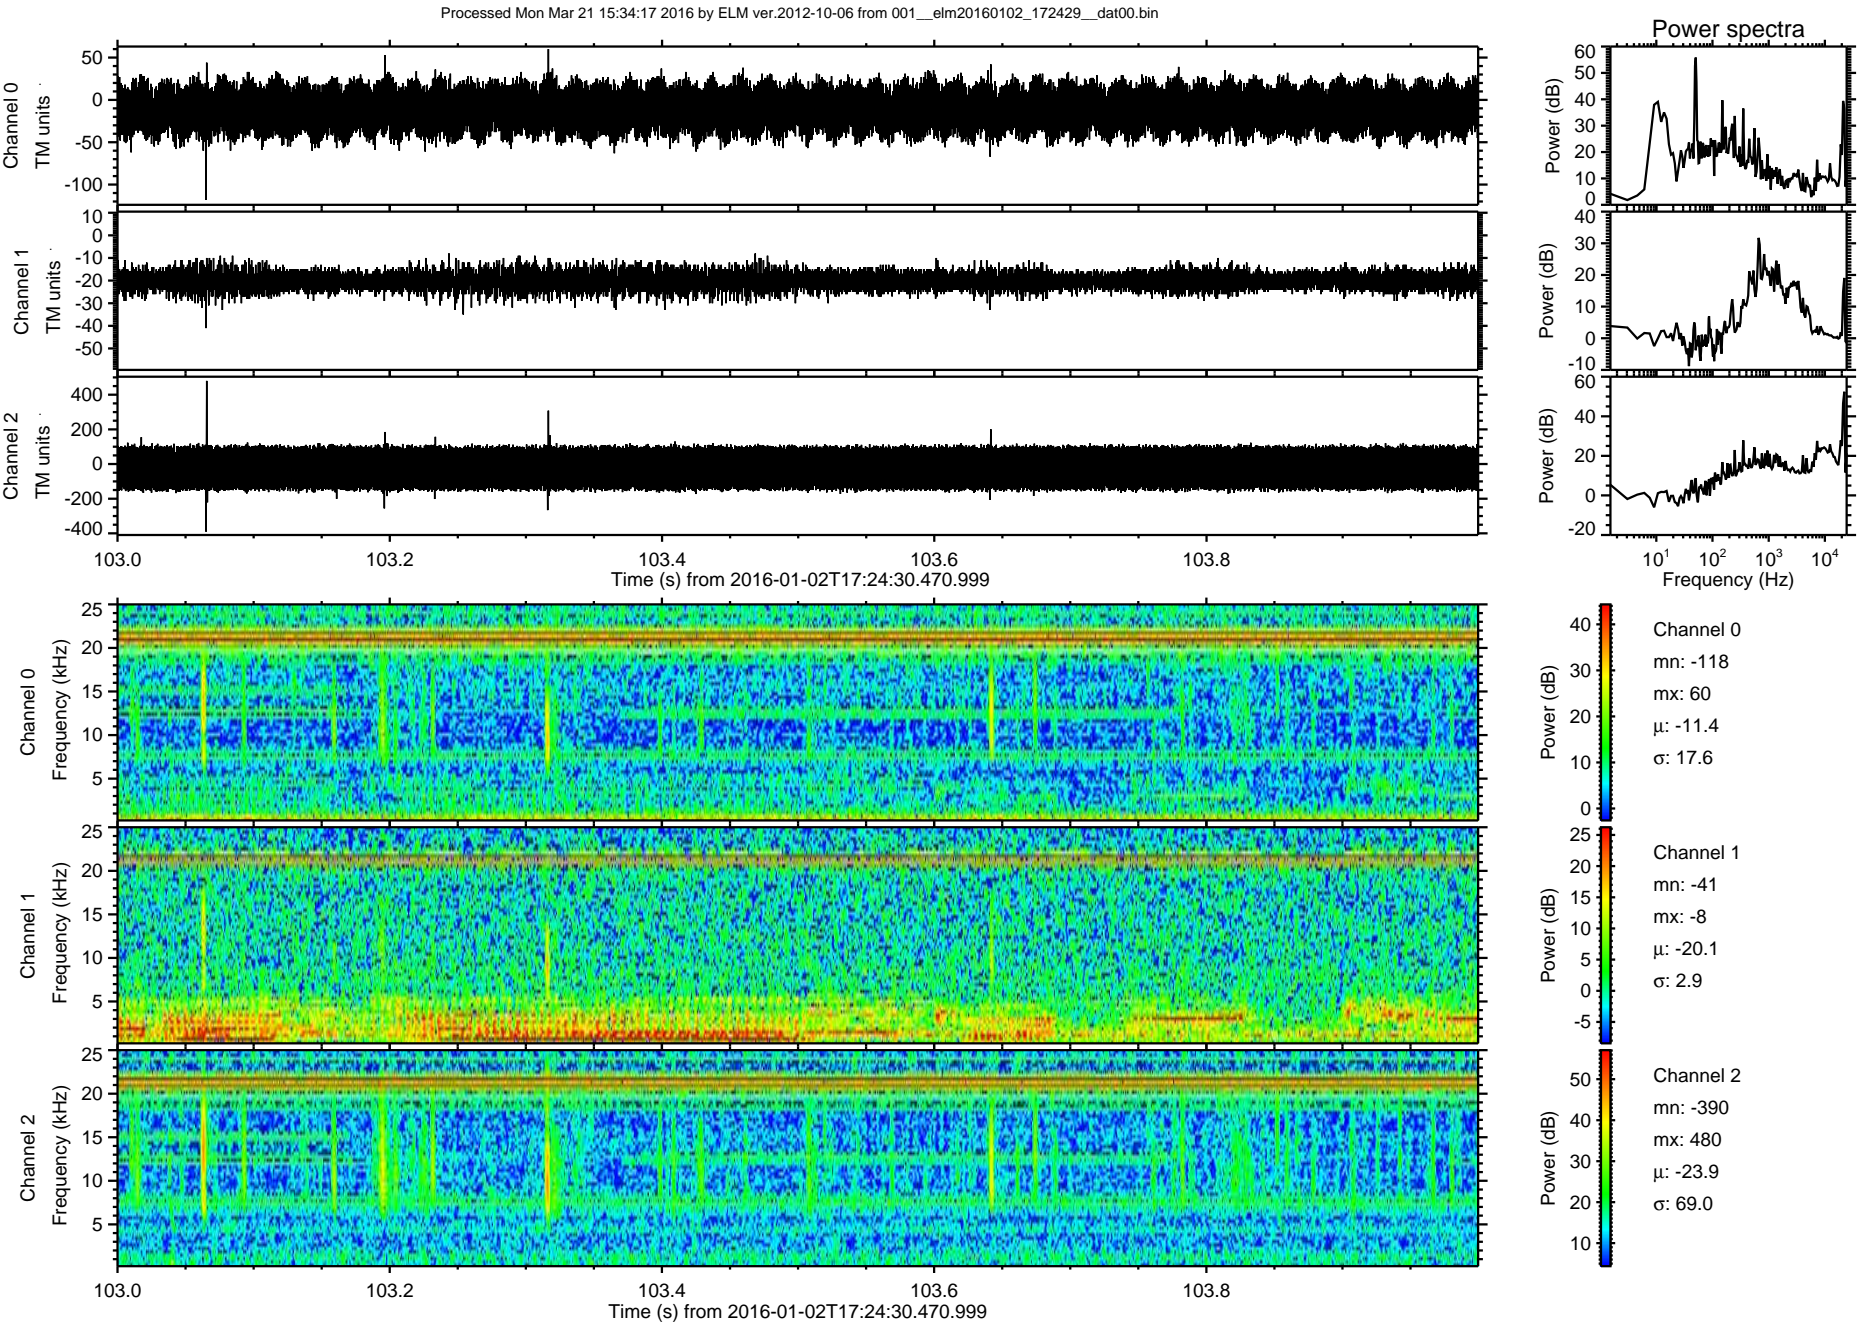 Processed Mon Mar 21 15:34:17 2016 by ELM ver.2012-10-06 from 001__elm20160102_172429__dat00.bin
Power spectra
Channel 0
TM units
50
0
-50
-100
Power (dB)
60
50
40
30
20
10
0
Channel 1
TM units
10
0
-10
-20
-30
-40
-50
Power (dB)
40
30
20
10
0
-10
Channel 2
TM units
400
200
0
-200
-400
Power (dB)
60
40
20
0
-20
103.0 103.2 103.4 103.6 103.8
Time (s) from 2016-01-02T17:24:30.470.999
10¹ 10² 10³ 10⁴
Frequency (Hz)
Channel 0
Frequency (kHz)
25
20
15
10
5
Power (dB)
40
30
20
10
0
Channel 0
mn: -118
mx: 60
μ: -11.4
σ: 17.6
Channel 1
Frequency (kHz)
25
20
15
10
5
Power (dB)
25
20
15
10
5
0
-5
Channel 1
mn: -41
mx: -8
μ: -20.1
σ: 2.9
Channel 2
Frequency (kHz)
25
20
15
10
5
Power (dB)
50
40
30
20
10
Channel 2
mn: -390
mx: 480
μ: -23.9
σ: 69.0
103.0 103.2 103.4 103.6 103.8
Time (s) from 2016-01-02T17:24:30.470.999